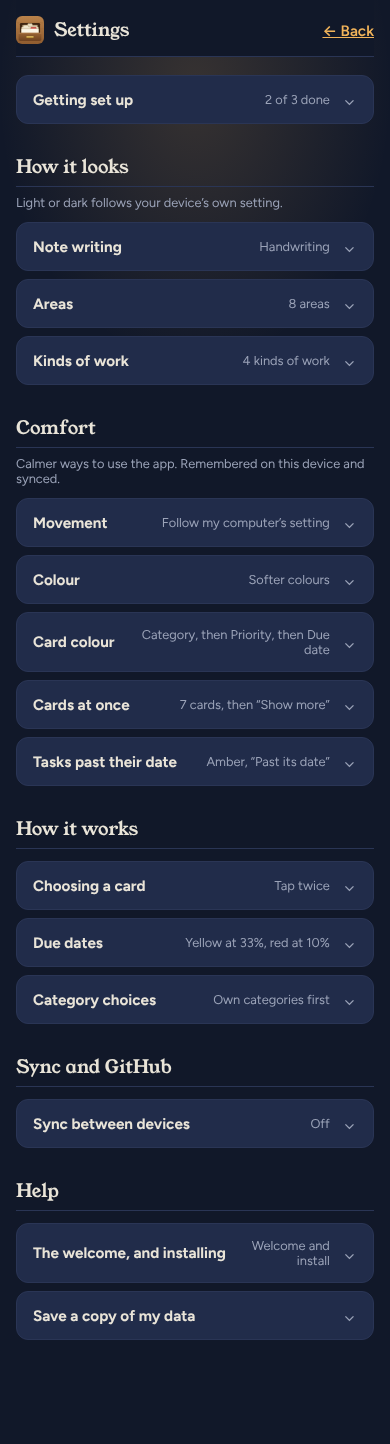 Settings
← Back
Getting set up
2 of 3 done
How it looks
Light or dark follows your device’s own setting.
Note writing
Handwriting
Areas
8 areas
Kinds of work
4 kinds of work
Comfort
Calmer ways to use the app. Remembered on this device and
synced.
Movement
Follow my computer’s setting
Colour
Softer colours
Card colour
Category, then Priority, then Due
date
Cards at once
7 cards, then “Show more”
Tasks past their date
Amber, “Past its date”
How it works
Choosing a card
Tap twice
Due dates
Yellow at 33%, red at 10%
Category choices
Own categories first
Sync and GitHub
Sync between devices
Off
Help
The welcome, and installing
Welcome and
install
Save a copy of my data